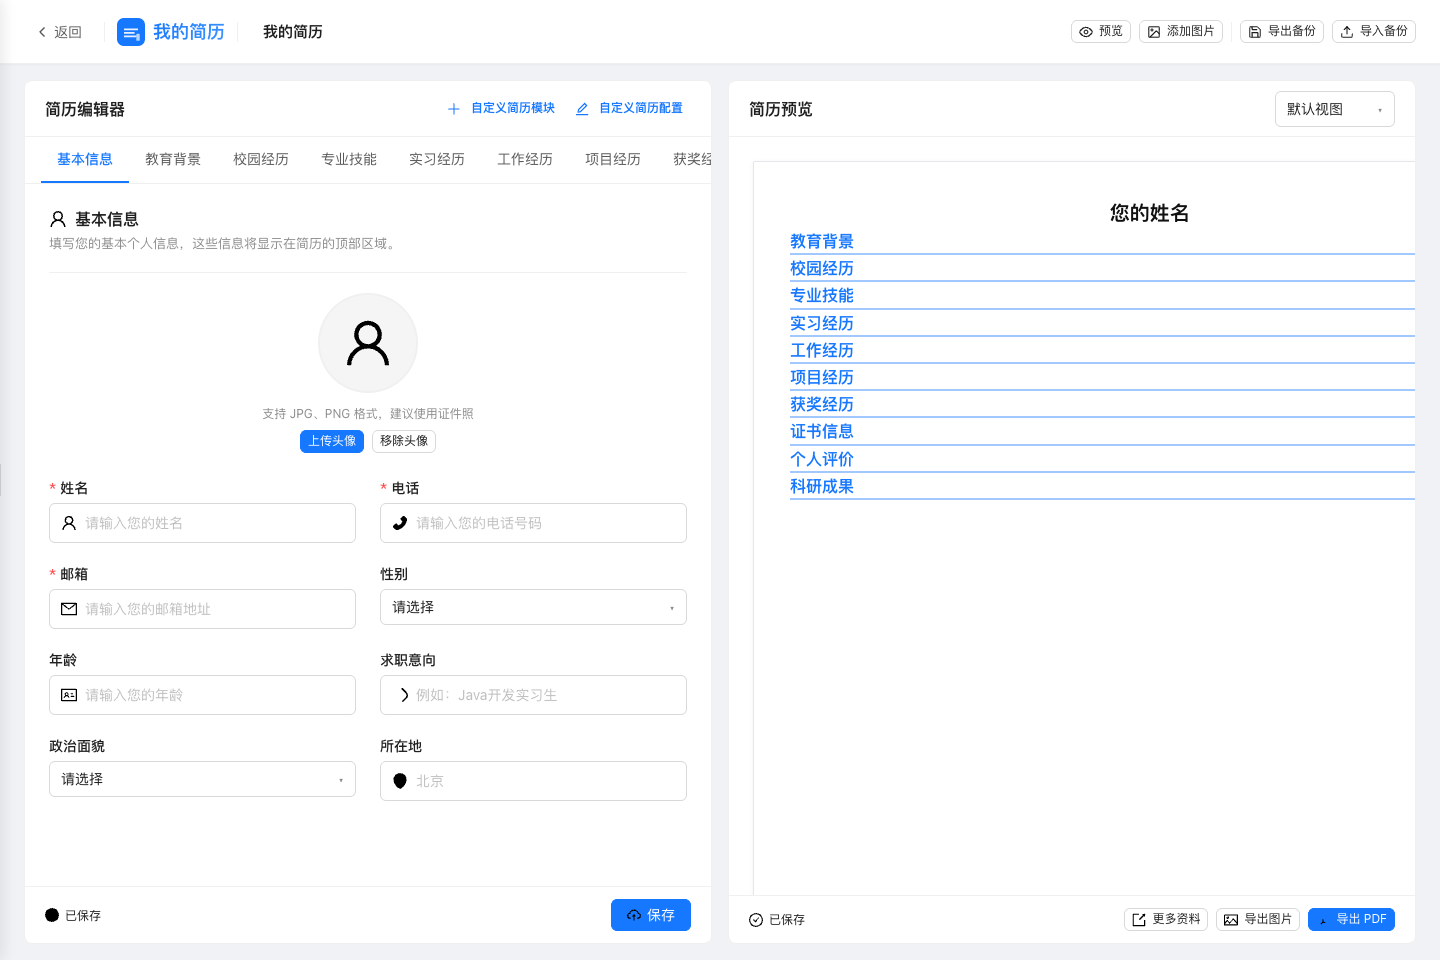 返回
我的简历
我的简历
预览
添加图片
导出备份
导入备份
简历编辑器
自定义简历模块
自定义简历配置
基本信息
教育背景
校园经历
专业技能
实习经历
工作经历
项目经历
获奖经
基本信息
填写您的基本个人信息，这些信息将显示在简历的顶部区域。
支持 JPG、PNG 格式，建议使用证件照
上传头像
移除头像
* 姓名
请输入您的姓名
* 电话
请输入您的电话号码
* 邮箱
请输入您的邮箱地址
性别
请选择
年龄
请输入您的年龄
求职意向
例如：Java开发实习生
政治面貌
请选择
所在地
北京
已保存
保存
简历预览
默认视图
您的姓名
教育背景
校园经历
专业技能
实习经历
工作经历
项目经历
获奖经历
证书信息
个人评价
科研成果
已保存
更多资料
导出图片
导出 PDF